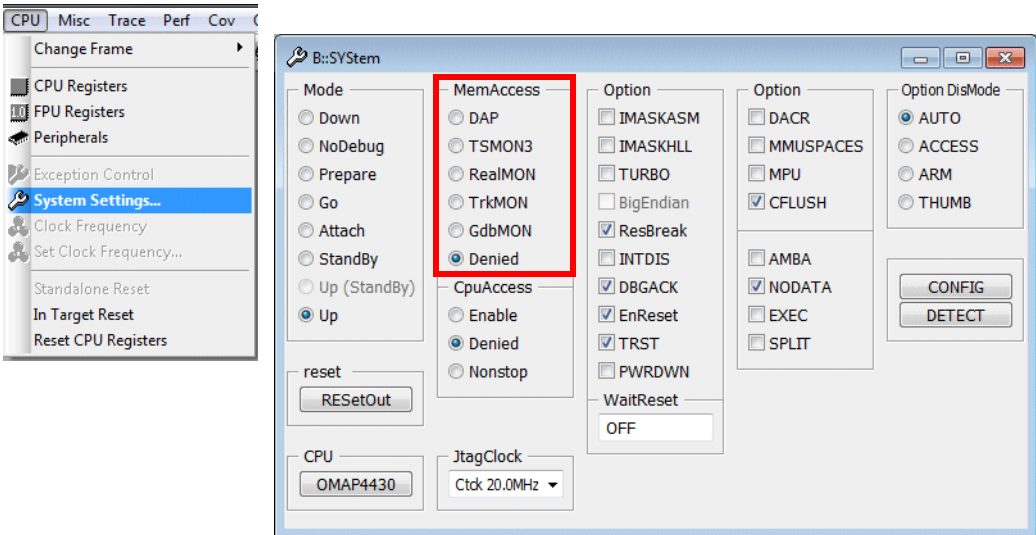 CPU Misc Trace Perf Cov
Change Frame
CPU Registers
FPU Registers
Peripherals
Exception Control
System Settings...
Clock Frequency
Set Clock Frequency...
Standalone Reset
In Target Reset
Reset CPU Registers
B::SYStem
Mode
Down
NoDebug
Prepare
Go
Attach
StandBy
Up (StandBy)
Up
reset
RESetOut
CPU
OMAP4430
MemAccess
DAP
TSMON3
RealMON
TrkMON
GdbMON
Denied
CpuAccess
Enable
Denied
Nonstop
JtagClock
Ctck 20.0MHz
Option
IMASKASM
IMASKHLL
TURBO
BigEndian
ResBreak
INTDIS
DBGACK
EnReset
TRST
PWRDWN
WaitReset
OFF
Option
DACR
MMUSPACES
MPU
CFLUSH
AMBA
NODATA
EXEC
SPLIT
Option DisMode
AUTO
ACCESS
ARM
THUMB
CONFIG
DETECT